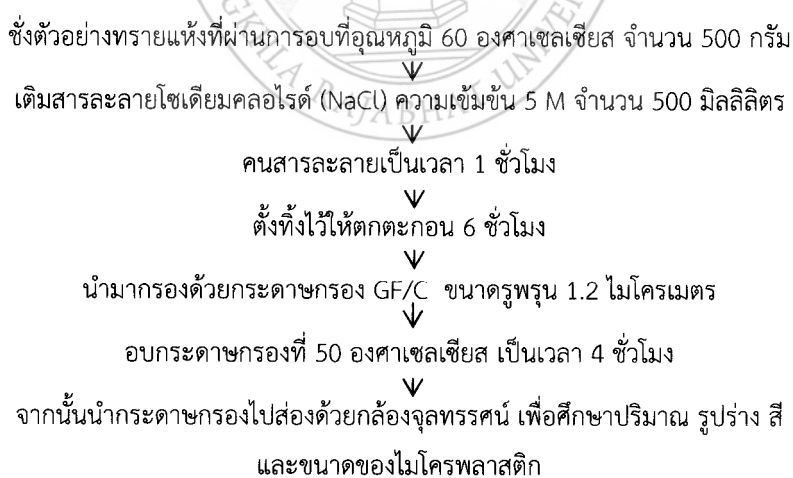 ชั่งตัวอย่างทรายแห้งที่ผ่านการอบที่อุณหภูมิ 60 องศาเซลเซียส จำนวน 500 กรัม
เติมสารละลายโซเดียมคลอไรด์ (NaCl) ความเข้มข้น 5 M จำนวน 500 มิลลิลิตร
คนสารละลายเป็นเวลา 1 ชั่วโมง
ตั้งทิ้งไว้ให้ตกตะกอน 6 ชั่วโมง
นำมากรองด้วยกระดาษกรอง GF/C ขนาดรูพรุน 1.2 ไมโครเมตร
อบกระดาษกรองที่ 50 องศาเซลเซียส เป็นเวลา 4 ชั่วโมง
จากนั้นนำกระดาษกรองไปส่องด้วยกล้องจุลทรรศน์ เพื่อศึกษาปริมาณ รูปร่าง สี
และขนาดของไมโครพลาสติก